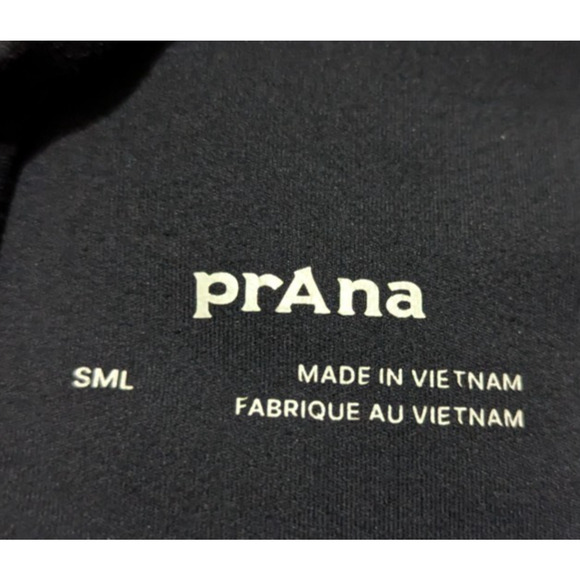 prAna
SML
MADE IN VIETNAM
FABRIQUE AU VIETNAM